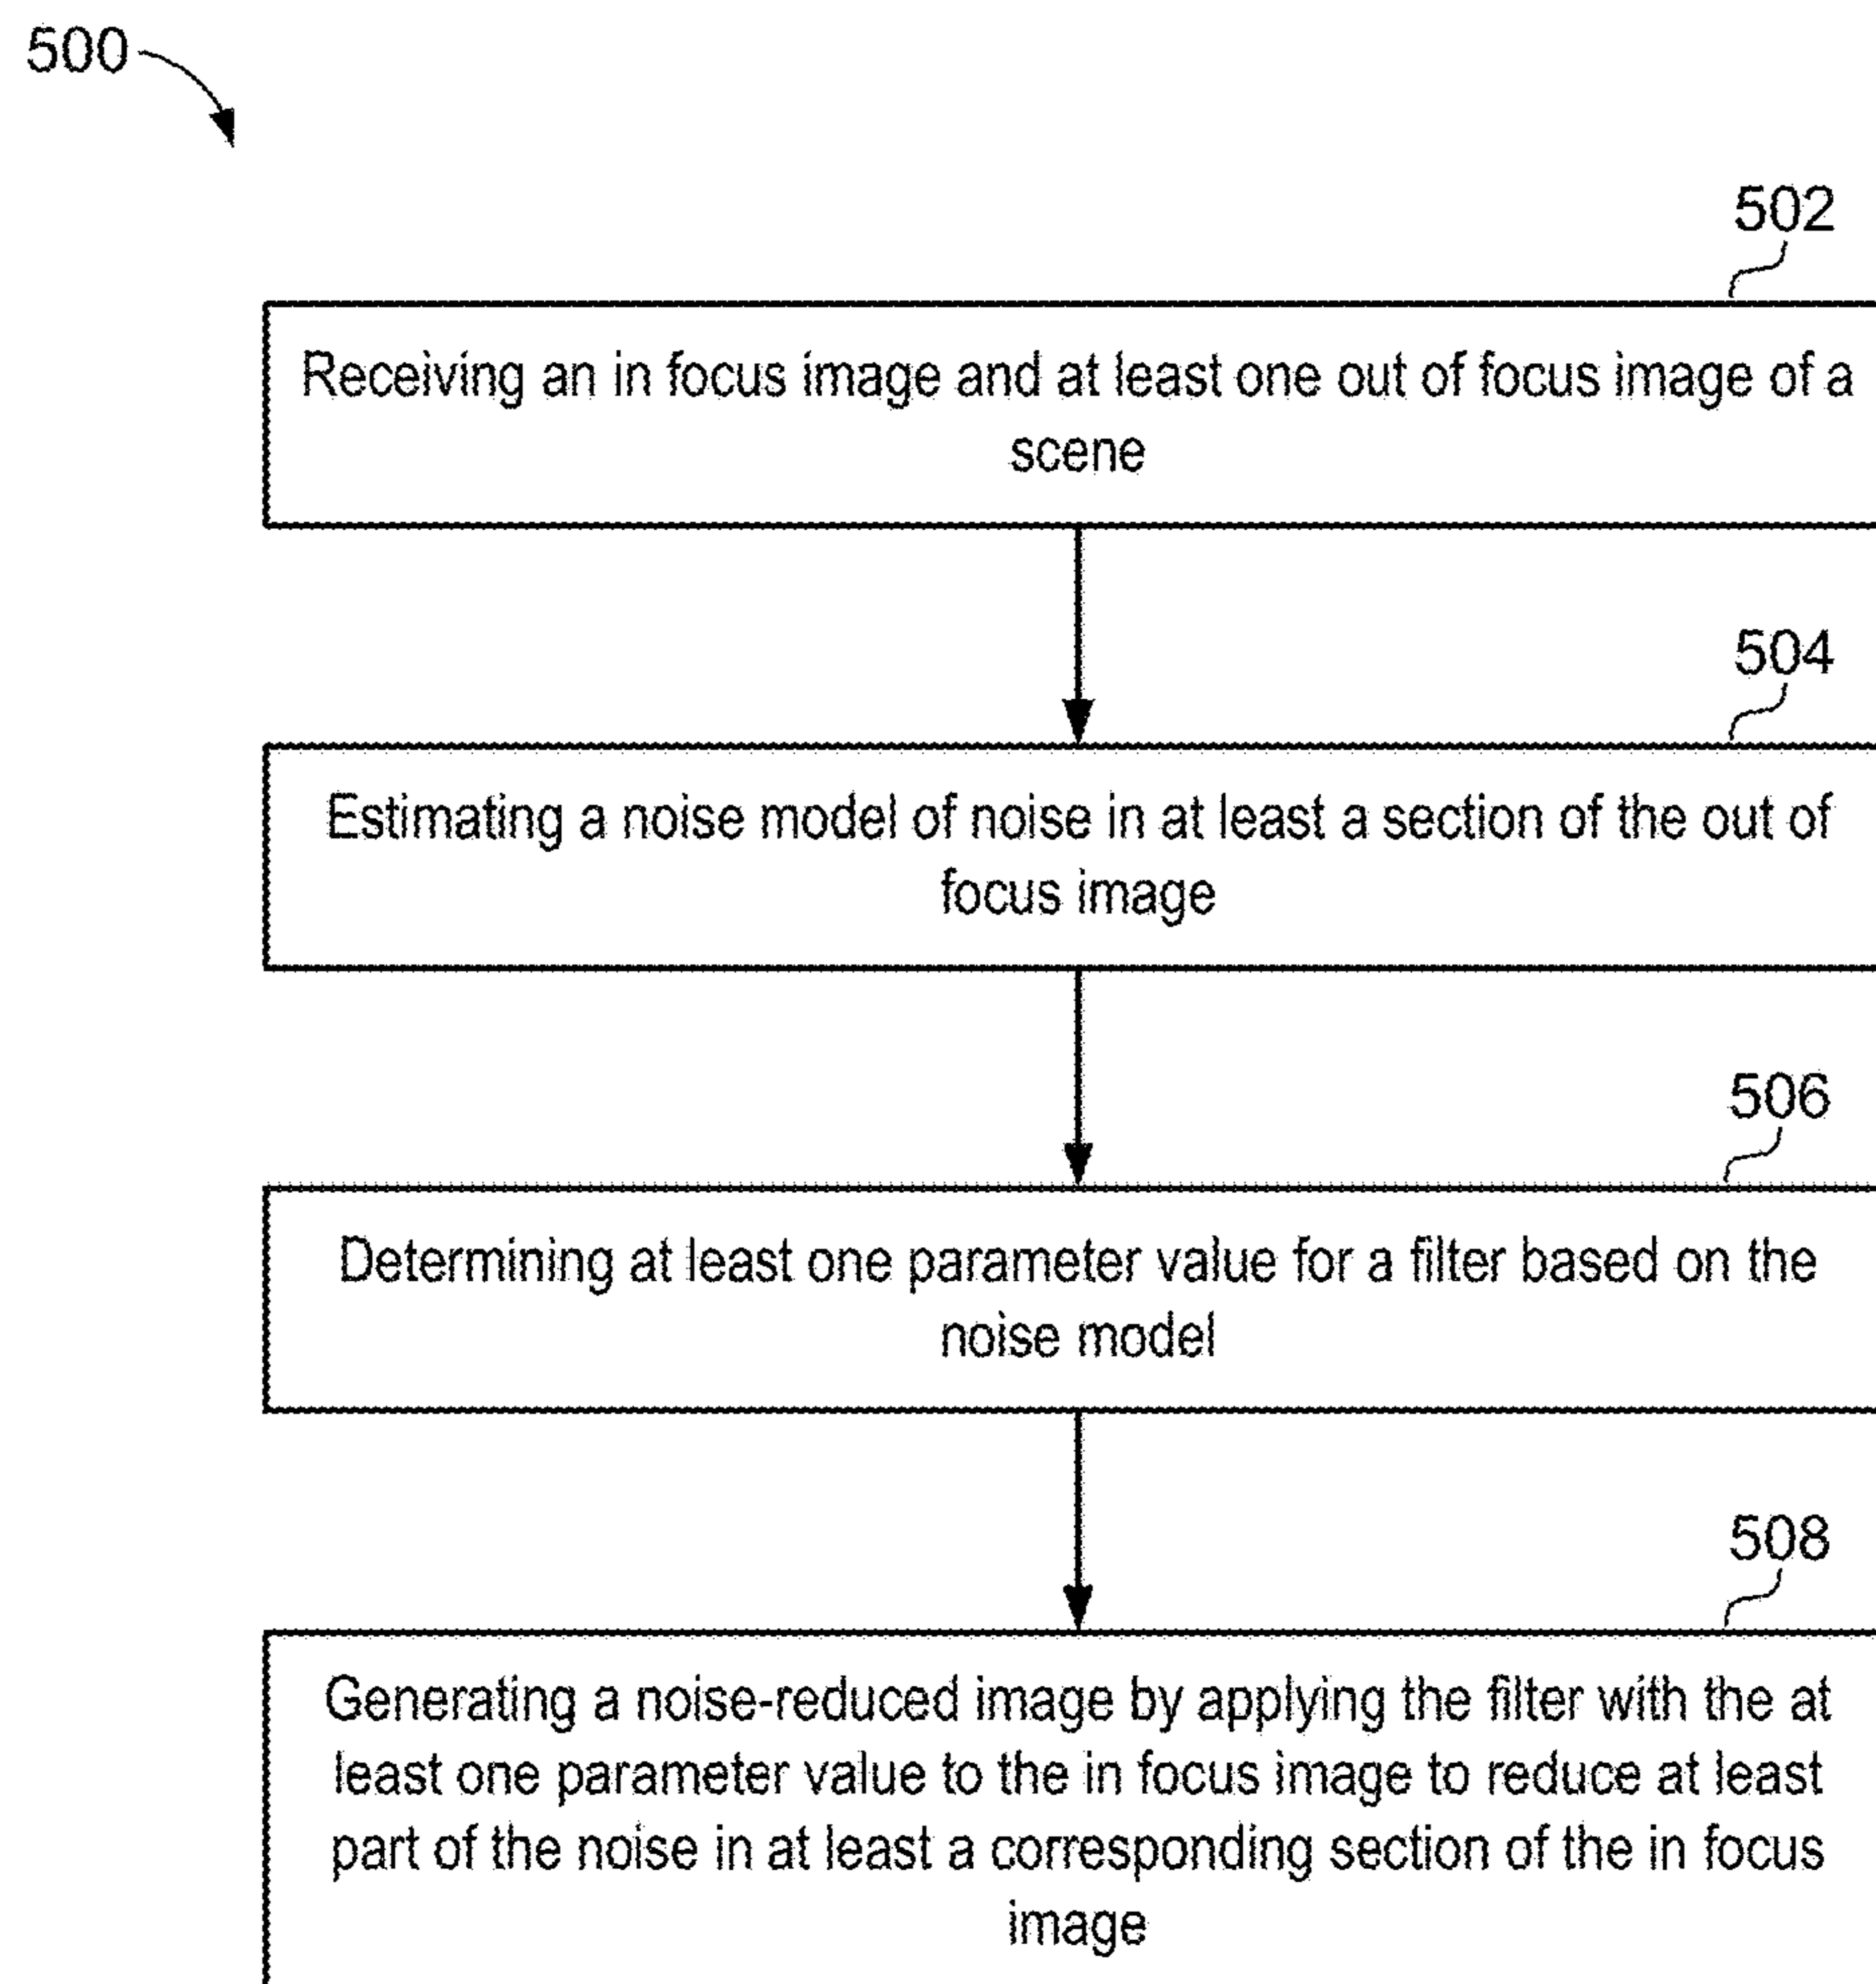 500
502
Receiving an in focus image and at least one out of focus image of a
scene
504
Estimating a noise model of noise in at least a section of the out of
focus image
506
Determining at least one parameter value for a filter based on the
noise model
508
Generating a noise-reduced image by applying the filter with the at
least one parameter value to the in focus image to reduce at least
part of the noise in at least a corresponding section of the in focus
image